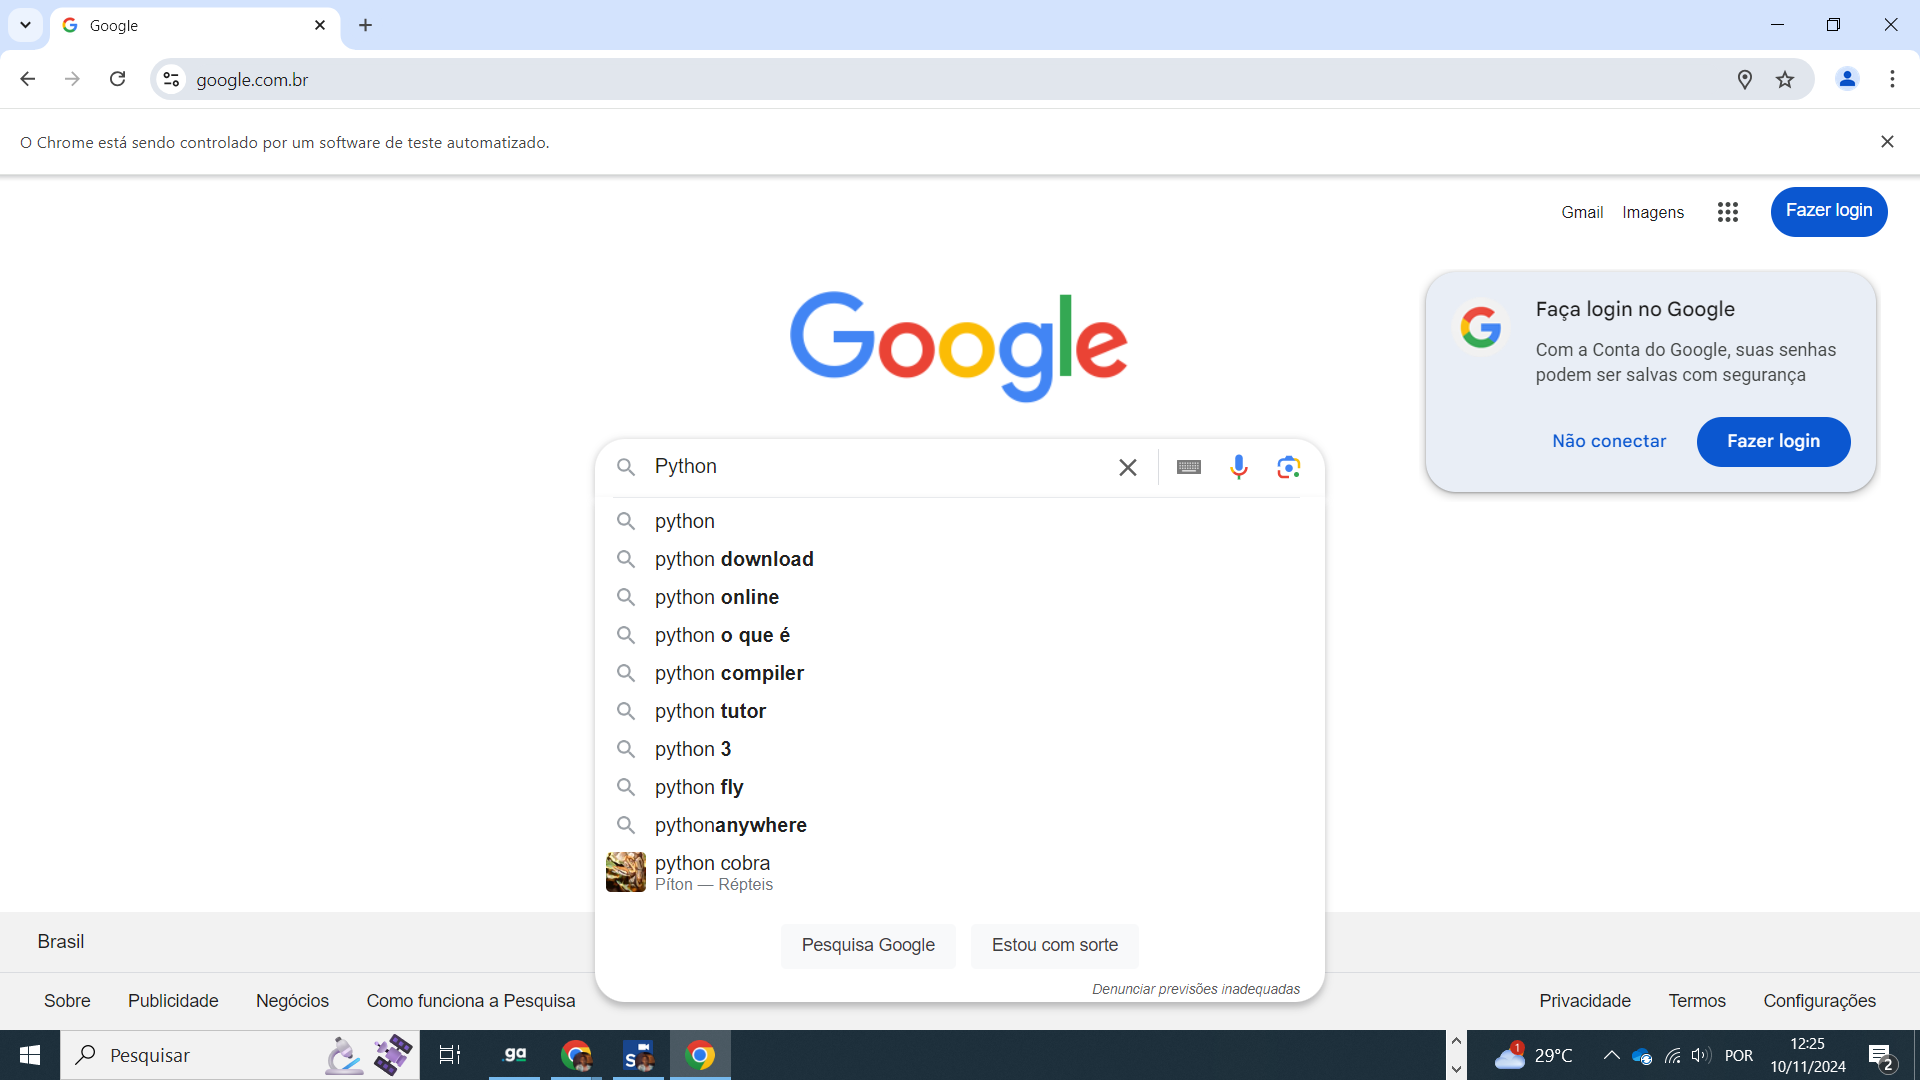 Google
google.com.br
O Chrome está sendo controlado por um software de teste automatizado.
Gmail Imagens Fazer login
Google
Faça login no Google
Com a Conta do Google, suas senhas
podem ser salvas com segurança
Não conectar Fazer login
Python
python
python download
python online
python o que é
python compiler
python tutor
python 3
python fly
pythonanywhere
python cobra
Píton — Répteis
Pesquisa Google Estou com sorte
Denunciar previsões inadequadas
Brasil
Sobre Publicidade Negócios Como funciona a Pesquisa Privacidade Termos Configurações
Pesquisar .ga S 1 29°C POR 12:25
10/11/2024 2